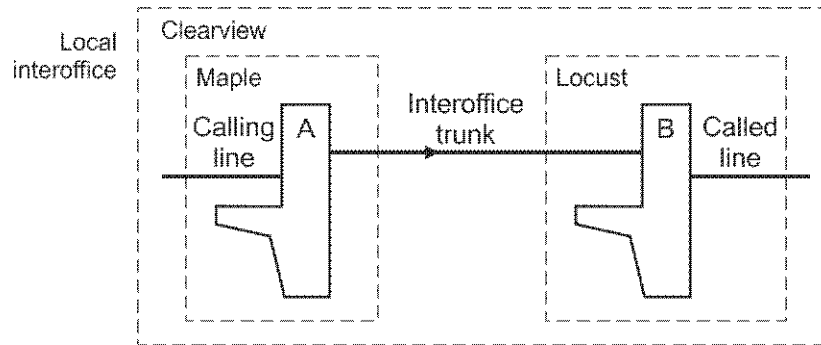 Local
interoffice
Clearview
Maple
Calling
line
A
Interoffice
trunk
Locust
B
Called
line